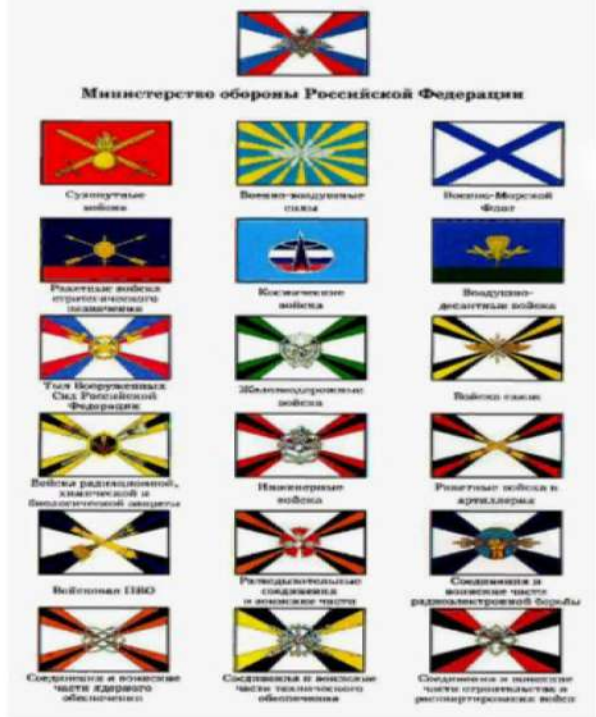 Министерство обороны Российской Федерации
Сухопутные
войска
Военно-воздушные
силы
Военно-Морской
Флот
Ракетные войска
стратегического
назначения
Космические
войска
Воздушно-
десантные войска
Тыл Вооруженных
Сил Российской
Федерации
Железнодорожные
войска
Войска связи
Войска радиационной,
химической и
биологической защиты
Инженерные
войска
Ракетные войска и
артиллерия
Войсковая ПВО
Разведывательные
соединения
и воинские части
Соединения и
воинские части
радиоэлектронной борьбы
Соединения и воинские
части ядерного
обеспечения
Соединения и воинские
части технического
обеспечения
Соединения и воинские
части строительства и
расквартирования войск